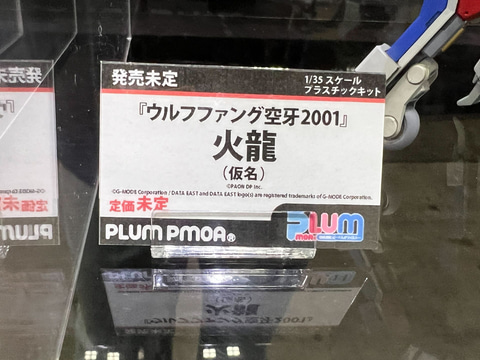 発売未定
1/35 スケール
プラスチックキット
『ウルフファング空牙2001』
火龍
（仮名）
©PAON DP Inc.
©G-MODE Corporation / DATA EAST and DATA EAST logo(s) are registered trademarks of G-MODE Corporation.
定価未定
PLUM PMOA®
PLUM